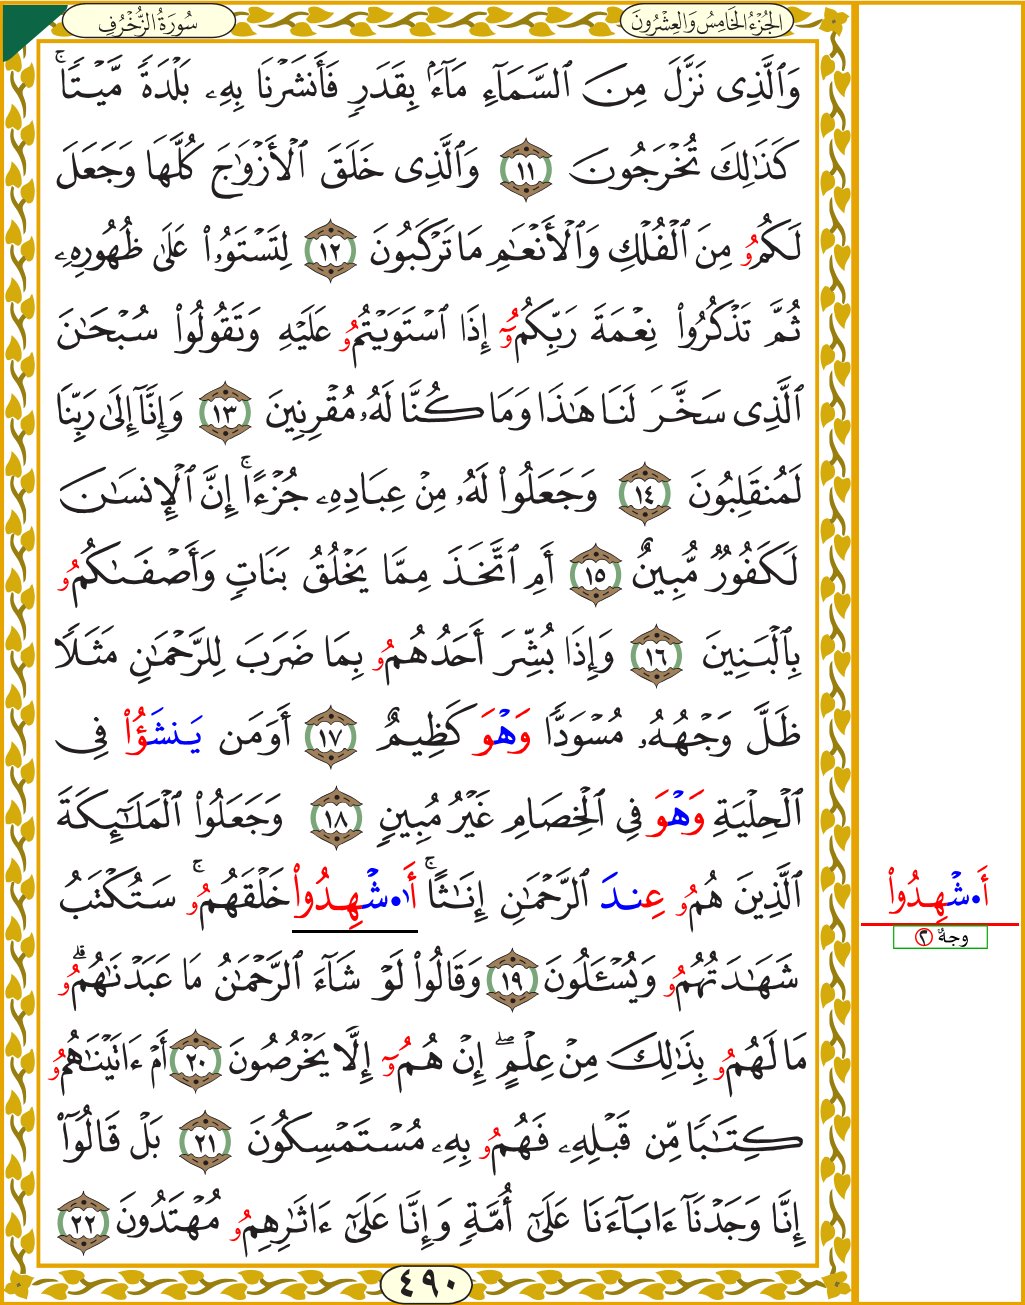 سُورَةُ الزُّخْرُفِ
الجُزْءُ الخَامِسُ وَالعِشْرُونَ
وَٱلَّذِى نَزَّلَ مِنَ ٱلسَّمَآءِ مَآءَۢ بِقَدَرٖ فَأَنشَرْنَا بِهِۦ بَلْدَةٗ مَّيْتٗاۚ
كَذَٰلِكَ تُخْرَجُونَ ١١ وَٱلَّذِى خَلَقَ ٱلْأَزْوَٰجَ كُلَّهَا وَجَعَلَ
لَكُمُۥ مِنَ ٱلْفُلْكِ وَٱلْأَنْعَٰمِ مَا تَرْكَبُونَ ١٢ لِتَسْتَوُۥاْ عَلَىٰ ظُهُورِهِۦ
ثُمَّ تَذْكُرُواْ نِعْمَةَ رَبِّكُمُۥٓ إِذَا ٱسْتَوَيْتُمُۥ عَلَيْهِ وَتَقُولُواْ سُبْحَٰنَ
ٱلَّذِى سَخَّرَ لَنَا هَٰذَا وَمَا كُنَّا لَهُۥ مُقْرِنِينَ ١٣ وَإِنَّآ إِلَىٰ رَبِّنَا
لَمُنقَلِبُونَ ١٤ وَجَعَلُواْ لَهُۥ مِنْ عِبَادِهِۦ جُزْءًاۚ إِنَّ ٱلْإِنسَٰنَ
لَكَفُورٞ مُّبِينٌ ١٥ أَمِ ٱتَّخَذَ مِمَّا يَخْلُقُ بَنَاتٖ وَأَصْفَىٰكُمُۥ
بِٱلْبَنِينَ ١٦ وَإِذَا بُشِّرَ أَحَدُهُمُۥ بِمَا ضَرَبَ لِلرَّحْمَٰنِ مَثَلٗا
ظَلَّ وَجْهُهُۥ مُسْوَدّٗا وَهْوَ كَظِيمٌ ١٧ أَوَمَن يَنشَؤُاْ فِى
ٱلْحِلْيَةِ وَهْوَ فِى ٱلْخِصَامِ غَيْرُ مُبِينٖ ١٨ وَجَعَلُواْ ٱلْمَلَٰٓئِكَةَ
ٱلَّذِينَ هُمُۥ عِندَ ٱلرَّحْمَٰنِ إِنَٰثًاۚ أَا۬شْهِدُواْ خَلْقَهُمُۥۚ سَتُكْتَبُ
شَهَٰدَتُهُمُۥ وَيُسْـَٔلُونَ ١٩ وَقَالُواْ لَوْ شَآءَ ٱلرَّحْمَٰنُ مَا عَبَدْنَٰهُمُۥۗ
مَا لَهُمُۥ بِذَٰلِكَ مِنْ عِلْمٍۖ إِنْ هُمُۥٓ إِلَّا يَخْرُصُونَ ٢٠ أَمْ ءَاتَيْنَٰهُمُۥ
كِتَٰبٗا مِّن قَبْلِهِۦ فَهُمُۥ بِهِۦ مُسْتَمْسِكُونَ ٢١ بَلْ قَالُوٓاْ
إِنَّا وَجَدْنَآ ءَابَآءَنَا عَلَىٰٓ أُمَّةٖ وَإِنَّا عَلَىٰٓ ءَاثَٰرِهِمُۥ مُهْتَدُونَ ٢٢
أَ۬شْهِدُواْ
وجهٌ ٢
٤٩٠